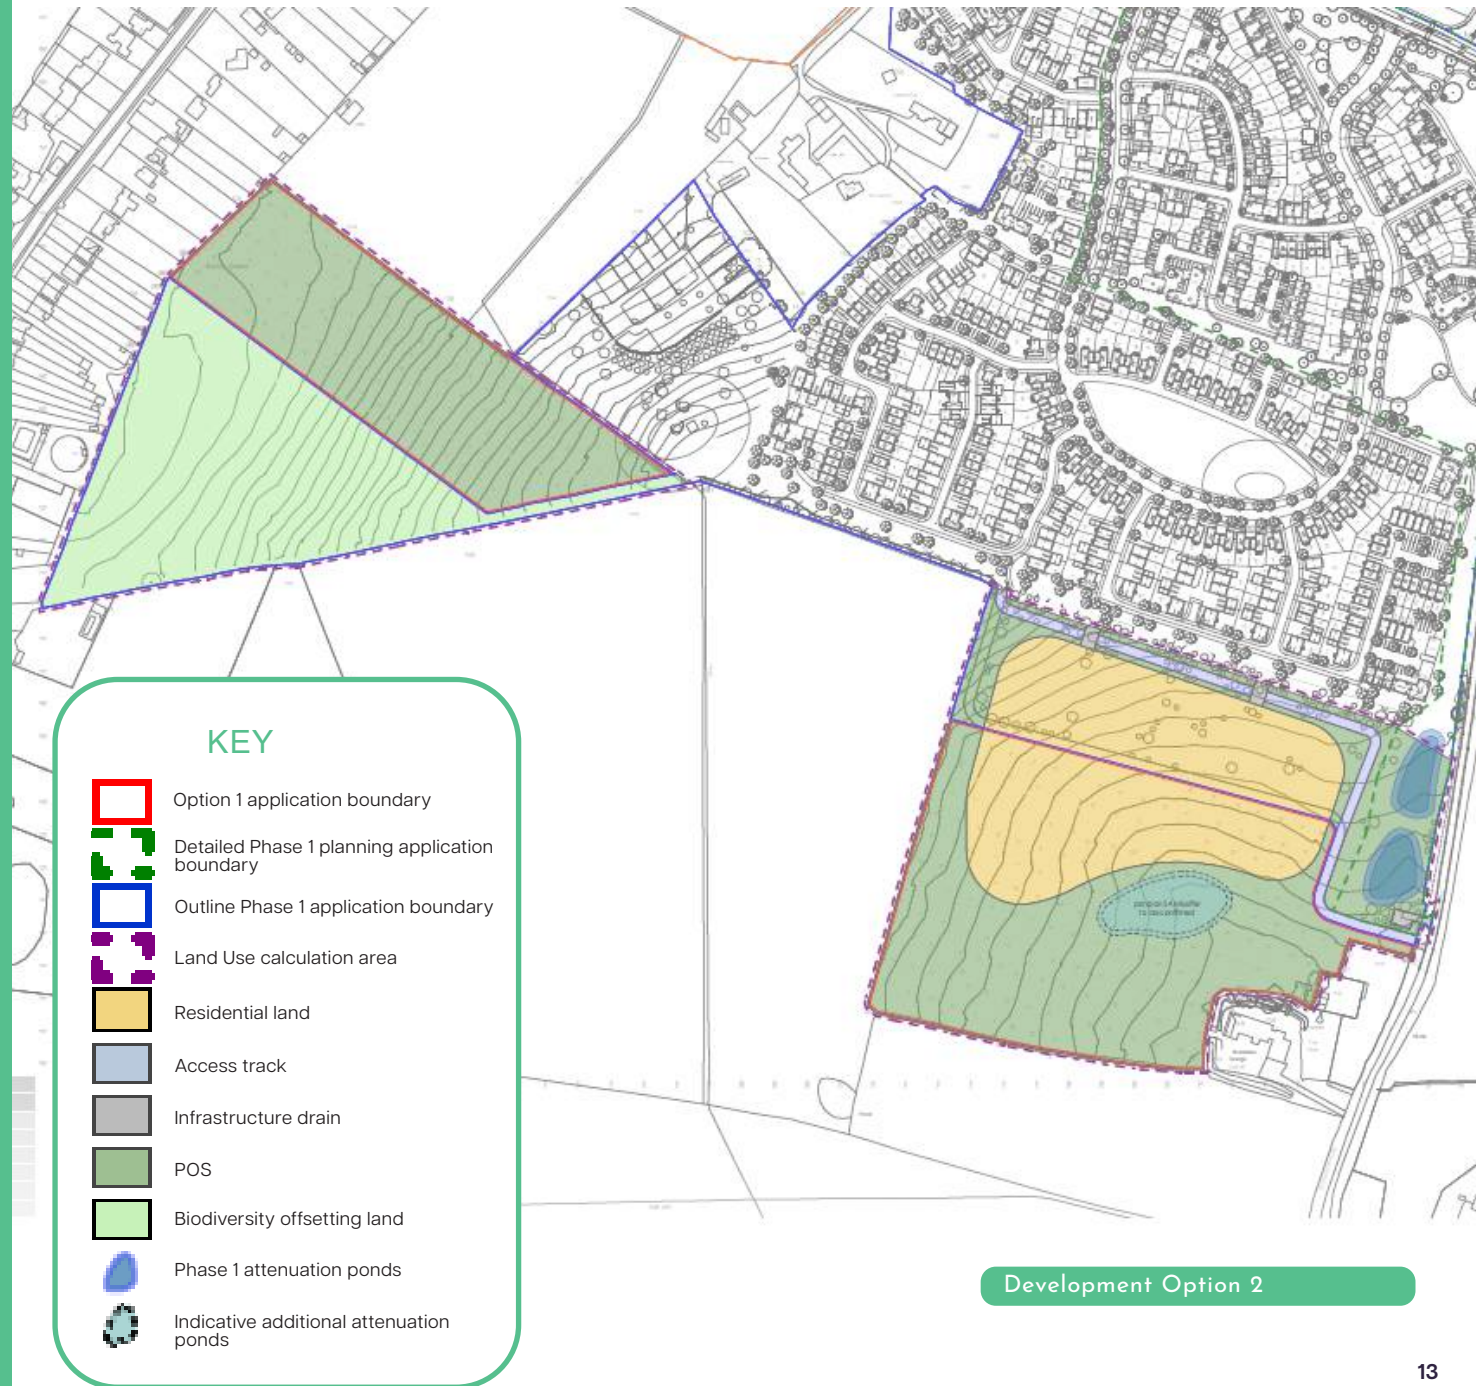 KEY
Option 1 application boundary
Detailed Phase 1 planning application
boundary
Outline Phase 1 application boundary
Land Use calculation area
Residential land
Access track
Infrastructure drain
POS
Biodiversity offsetting land
Phase 1 attenuation ponds
Indicative additional attenuation
ponds
Development Option 2
13